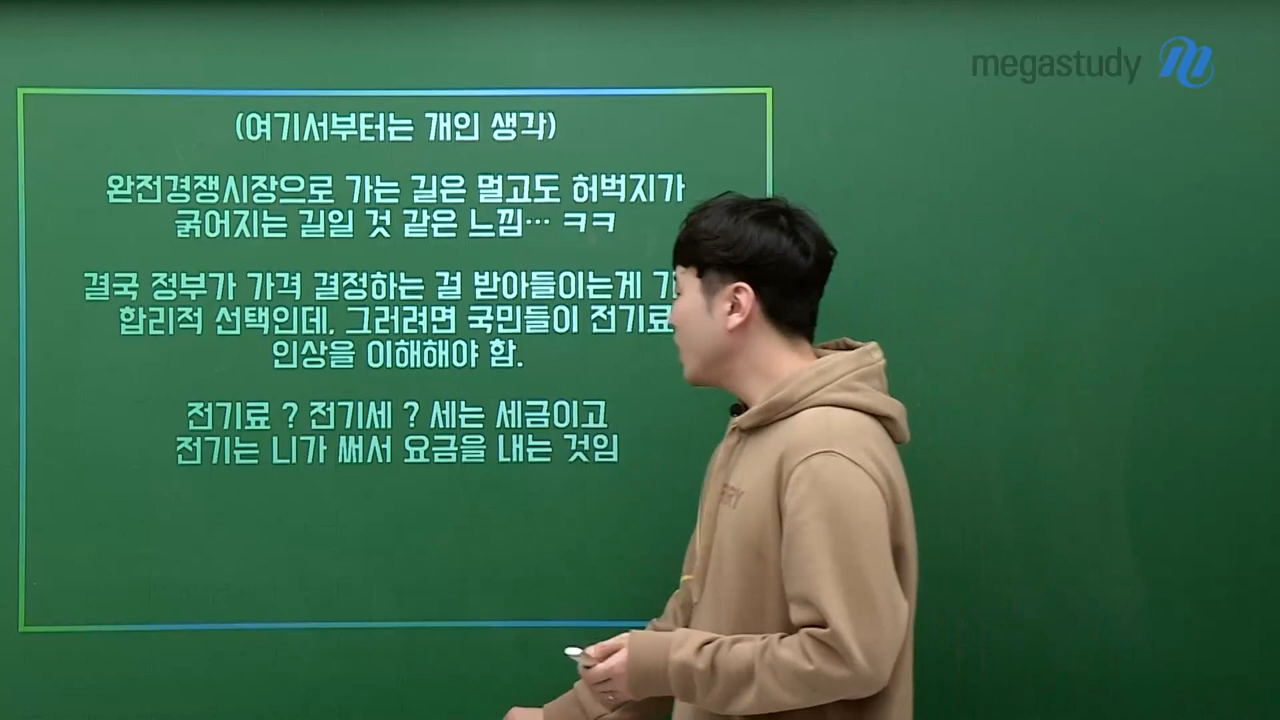 megastudy
(여기서부터는 개인 생각)
완전경쟁시장으로 가는 길은 멀고도 허벅지가
굵어지는 길일 것 같은 느낌… ㅋㅋ
결국 정부가 가격 결정하는 걸 받아들이는게
합리적 선택인데, 그러려면 국민들이 전기료
인상을 이해해야 함.
전기료 ? 전기세 ? 세는 세금이고
전기는 니가 써서 요금을 내는 것임